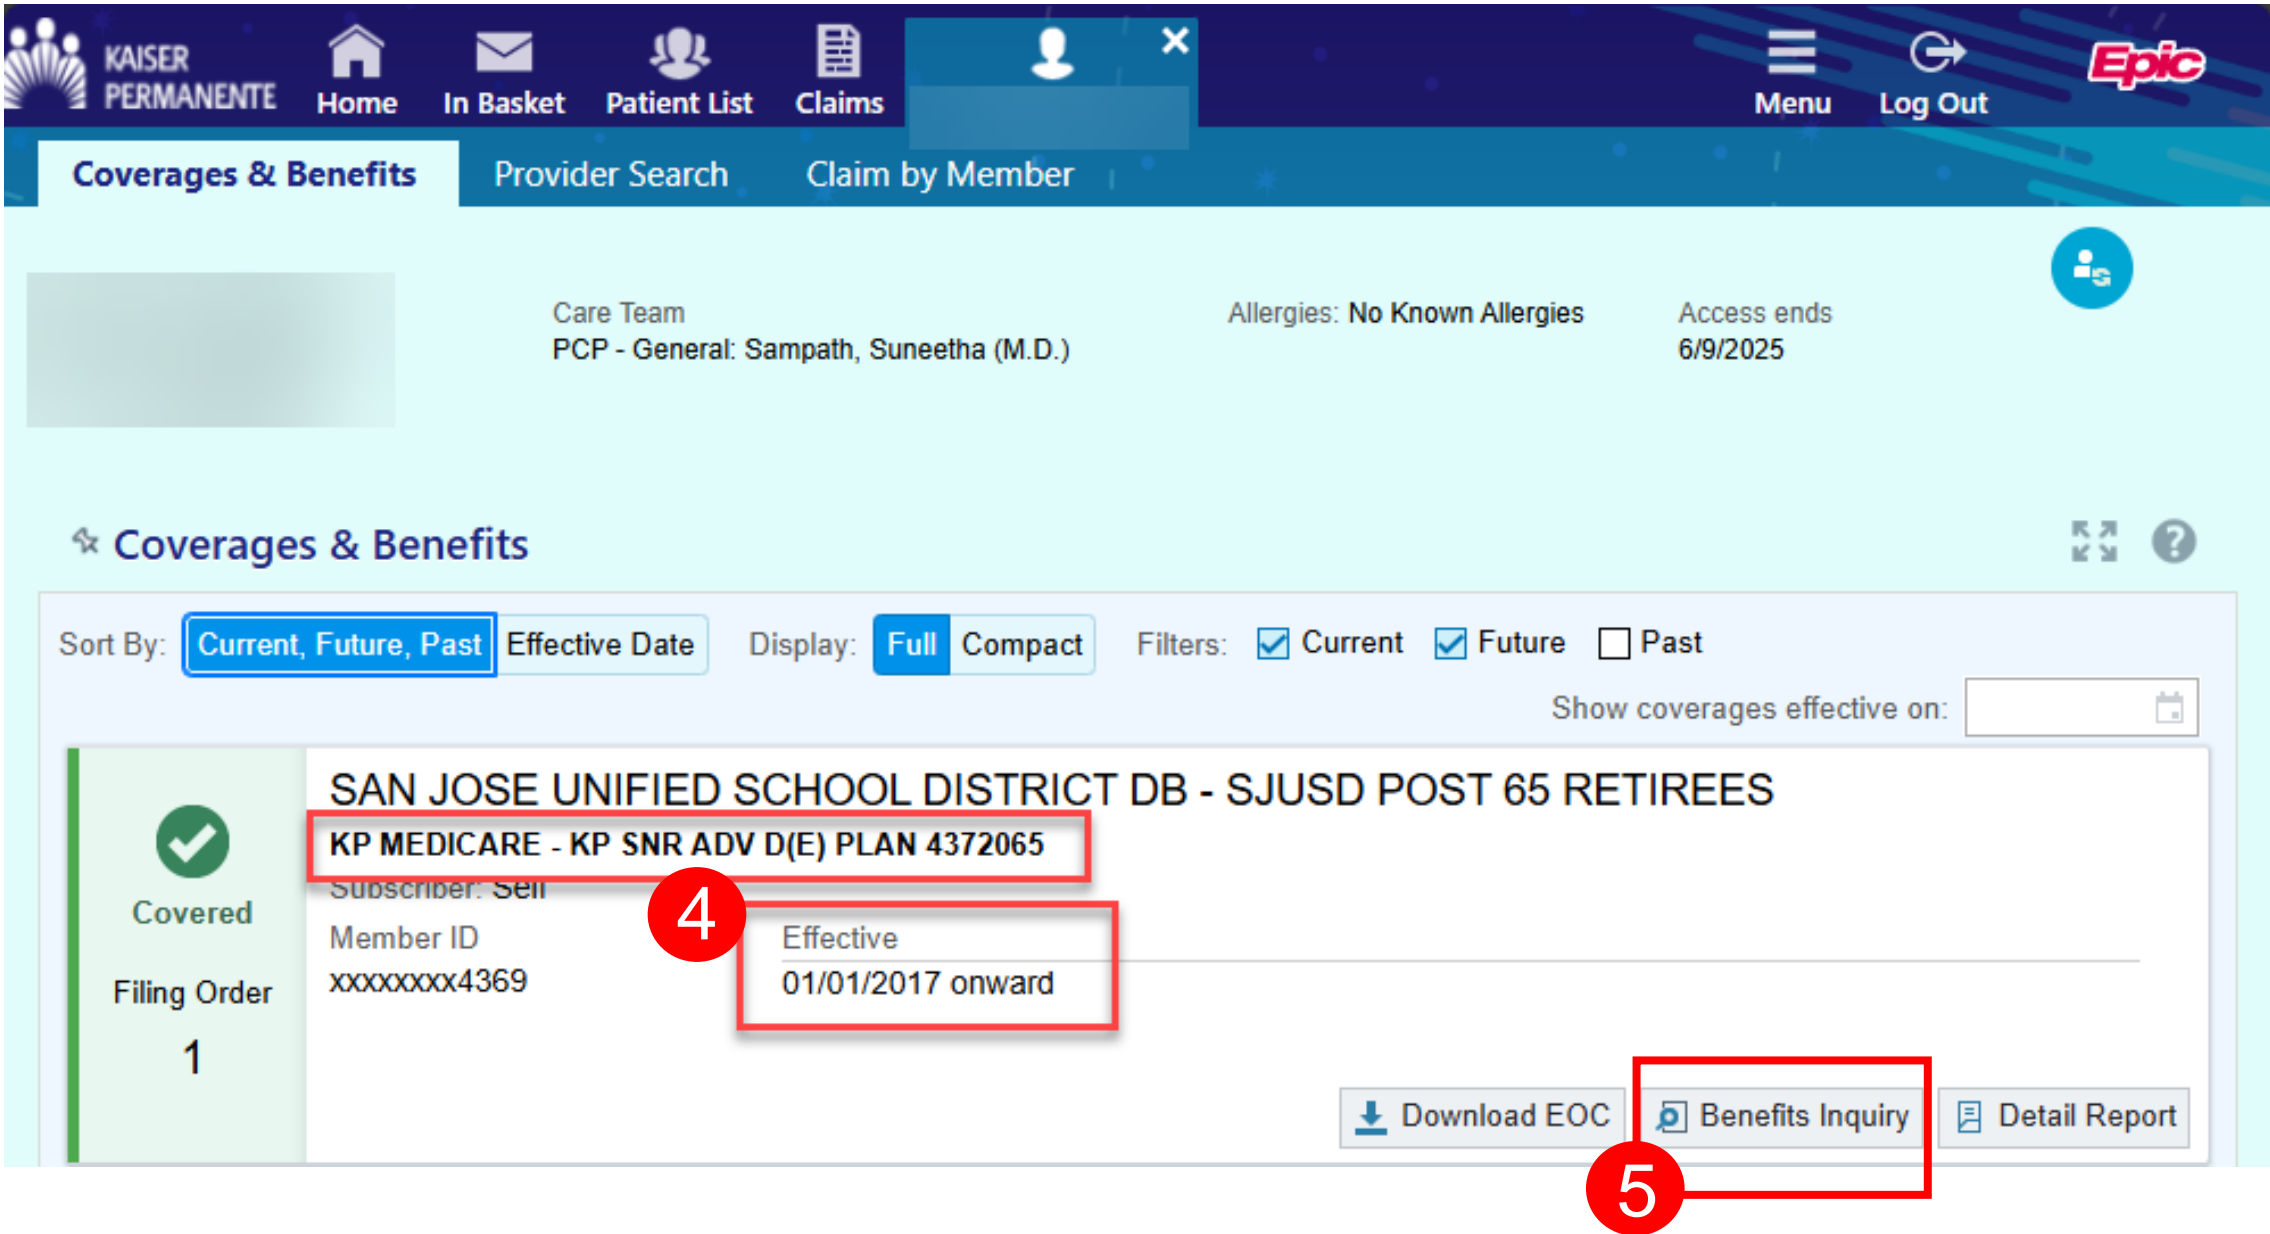 KAISER
PERMANENTE
Home
In Basket
Patient List
Claims
Menu
Log Out
Epic
Coverages & Benefits
Provider Search
Claim by Member
Care Team
PCP - General: Sampath, Suneetha (M.D.)
Allergies: No Known Allergies
Access ends
6/9/2025
Coverages & Benefits
?
Sort By: Current, Future, Past Effective Date Display: Full Compact Filters: Current Future Past
Show coverages effective on:
SAN JOSE UNIFIED SCHOOL DISTRICT DB - SJUSD POST 65 RETIREES
KP MEDICARE - KP SNR ADV D(E) PLAN 4372065
Subscriber: Self
4
Covered
Member ID
Effective
Filing Order
xxxxxxxx4369
01/01/2017 onward
1
Download EOC
Benefits Inquiry
Detail Report
5